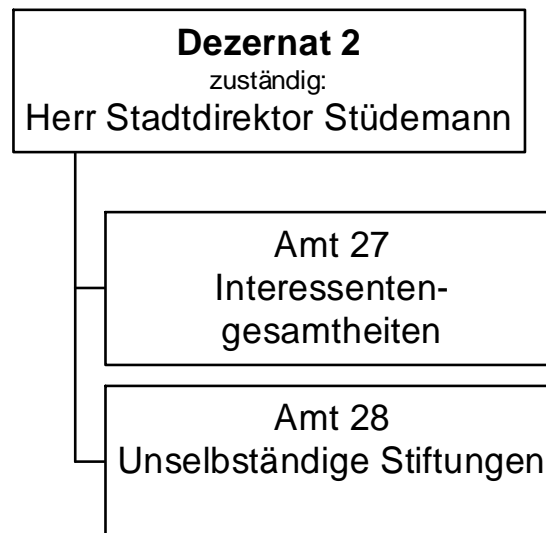 Dezernat 2
zuständig:
Herr Stadtdirektor Stüdemann
Amt 27
Interessenten-
gesamtheiten
Amt 28
Unselbständige Stiftungen